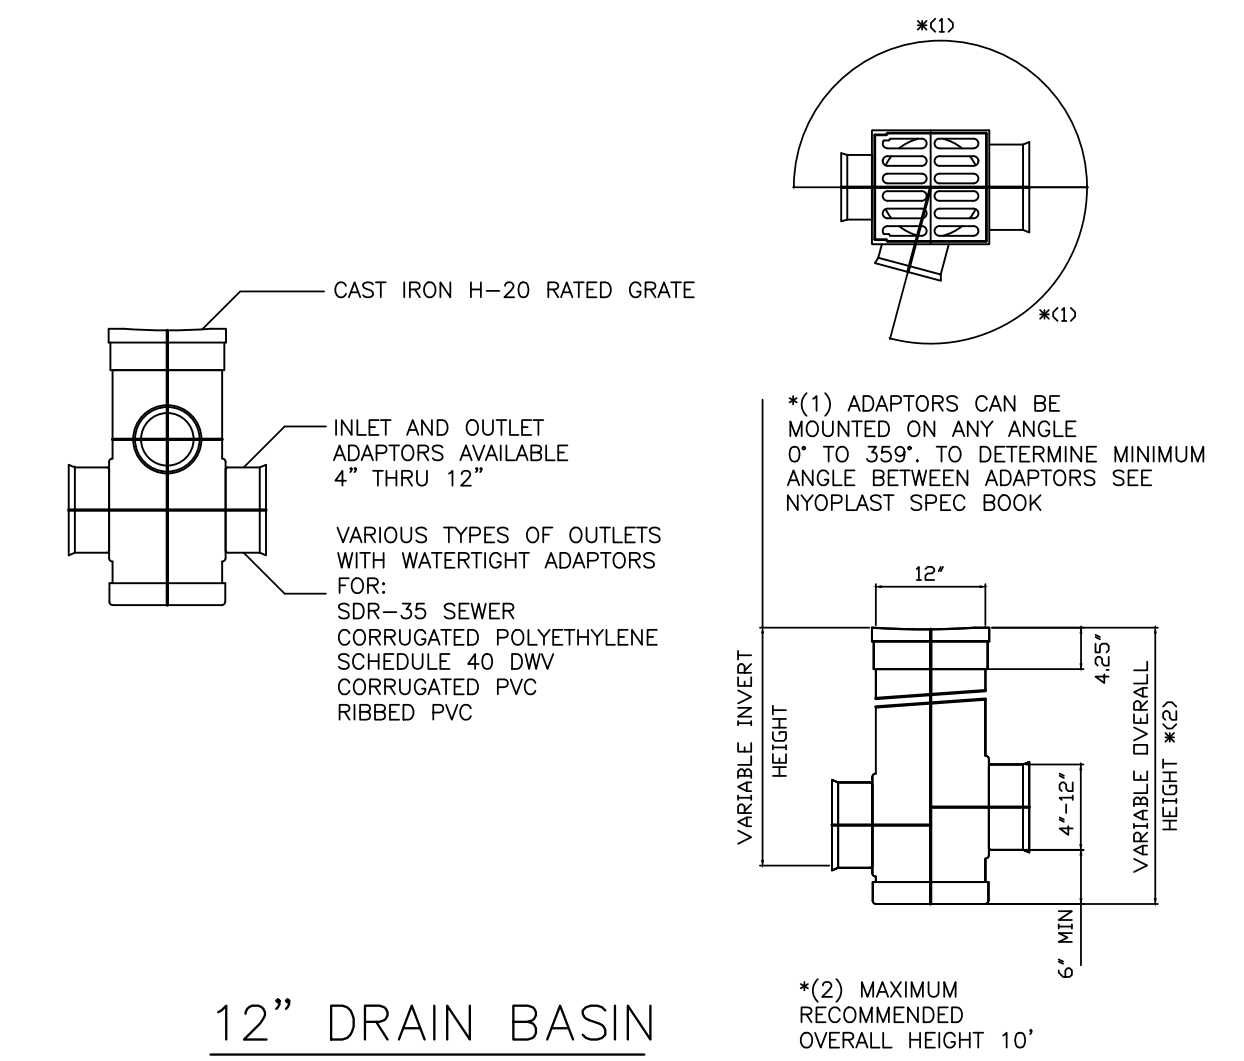 *(1)
*(1)
CAST IRON H-20 RATED GRATE
INLET AND OUTLET
ADAPTORS AVAILABLE
4” THRU 12”
VARIOUS TYPES OF OUTLETS
WITH WATERTIGHT ADAPTORS
FOR:
SDR-35 SEWER
CORRUGATED POLYETHYLENE
SCHEDULE 40 DWV
CORRUGATED PVC
RIBBED PVC
*(1) ADAPTORS CAN BE
MOUNTED ON ANY ANGLE
0° TO 359°. TO DETERMINE MINIMUM
ANGLE BETWEEN ADAPTORS SEE
NYOPLAST SPEC BOOK
12"
VARIABLE INVERT
HEIGHT
4.25"
4"-12"
6" MIN
VARIABLE OVERALL
HEIGHT *(2)
*(2) MAXIMUM
RECOMMENDED
OVERALL HEIGHT 10'
12” DRAIN BASIN